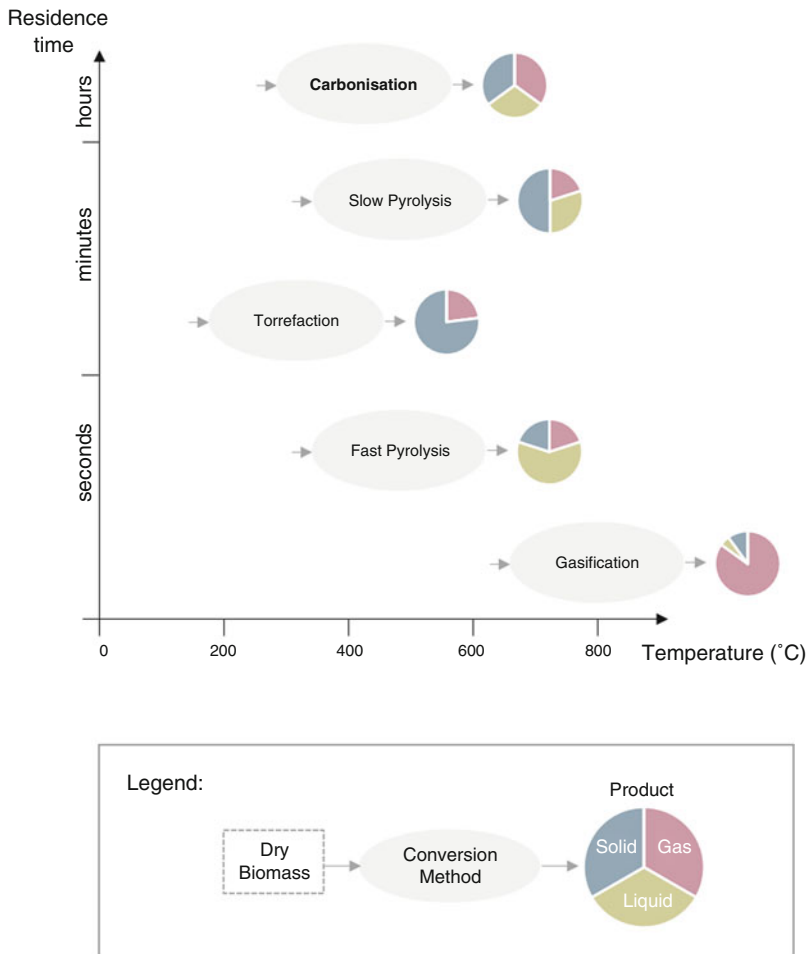 Residence
time
hours
Carbonisation
minutes
Slow Pyrolysis
Torrefaction
seconds
Fast Pyrolysis
Gasification
0
200
400
600
800
Temperature (˚C)
Legend:
Product
Dry
Biomass
Conversion
Method
Solid
Gas
Liquid